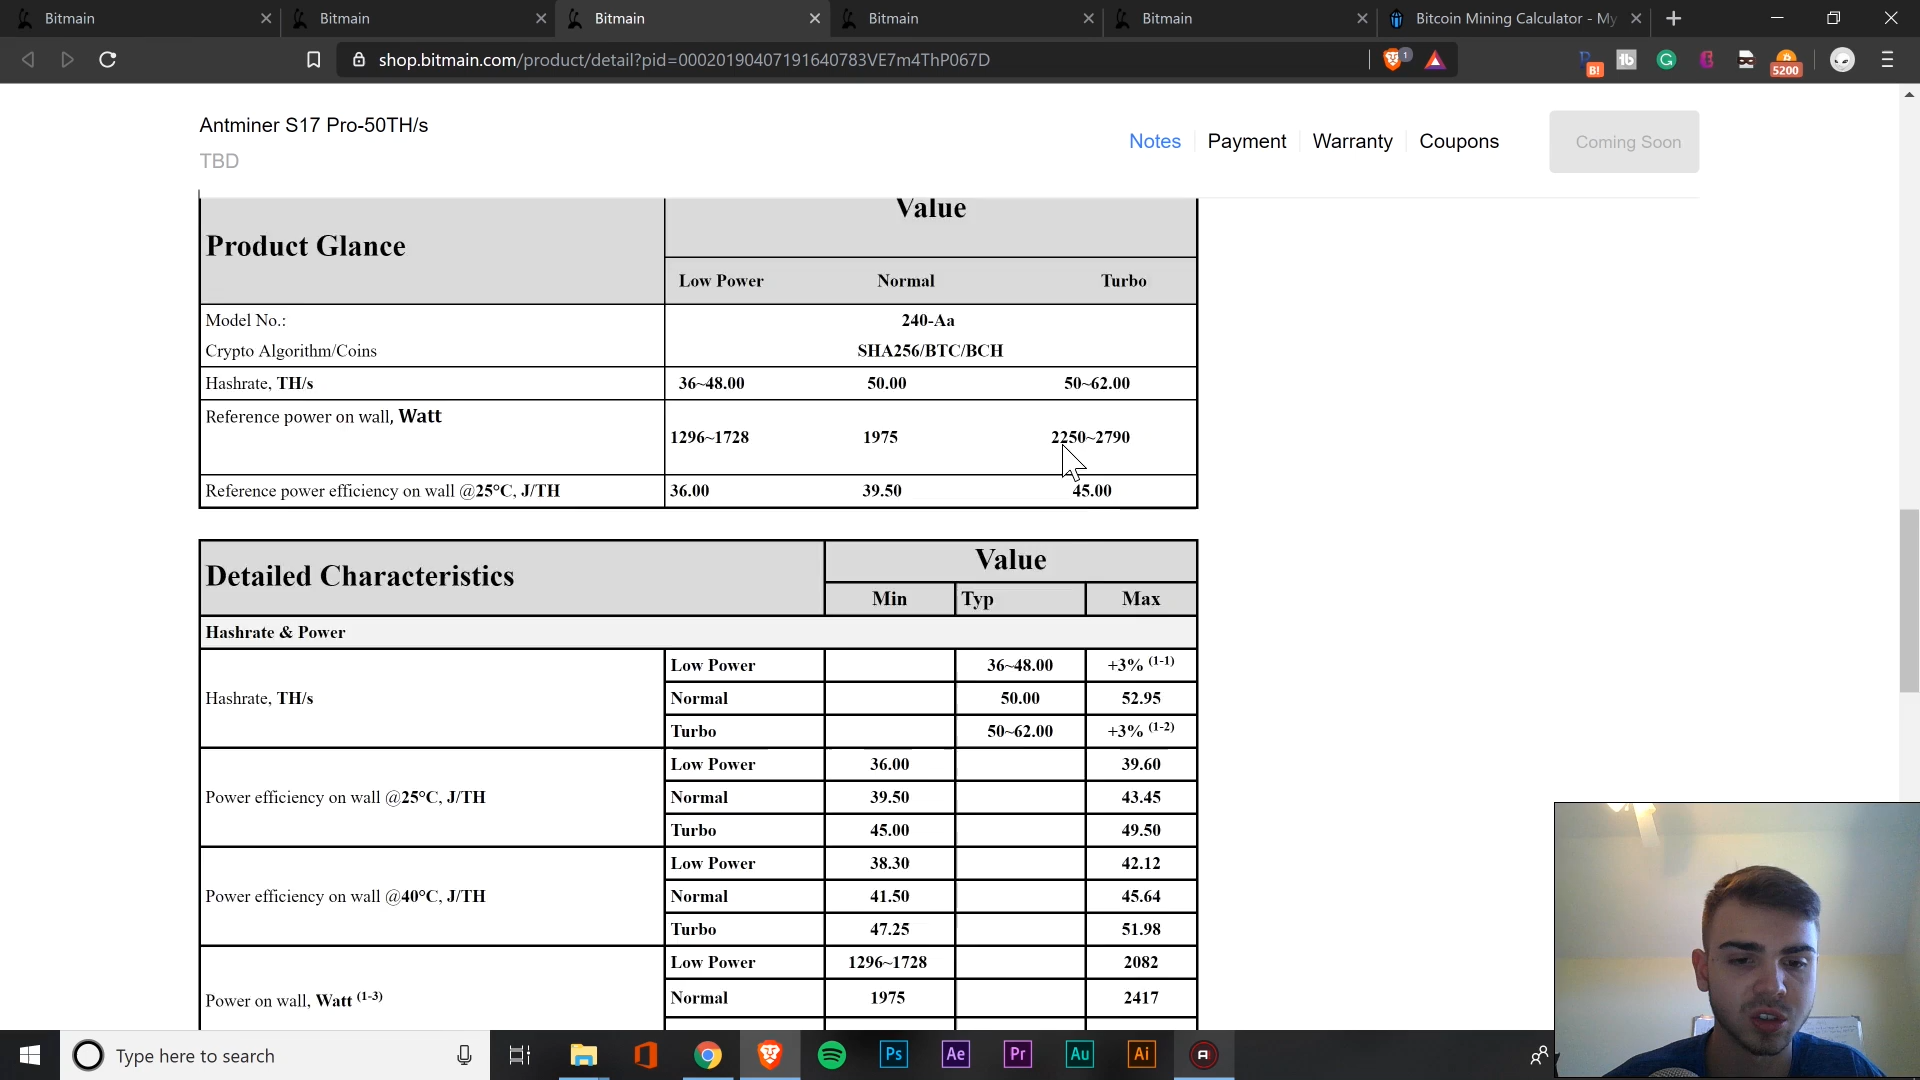 Bitmain Bitmain Bitmain Bitmain Bitmain Bitcoin Mining Calculator - My
shop.bitmain.com/product/detail?pid=00020190407191640783VE7m4ThP067D
1
B!
tb
G
5200
Antminer S17 Pro-50TH/s
TBD
Notes Payment Warranty Coupons
Coming Soon
Product Glance
Value
Low Power Normal Turbo
Model No.: 240-Aa
Crypto Algorithm/Coins SHA256/BTC/BCH
Hashrate, TH/s 36~48.00 50.00 50~62.00
Reference power on wall, Watt 1296~1728 1975 2250~2790
Reference power efficiency on wall @25°C, J/TH 36.00 39.50 45.00
Detailed Characteristics
Value
Min Typ Max
Hashrate & Power
Hashrate, TH/s
Low Power 36~48.00 +3% (1-1)
Normal 50.00 52.95
Turbo 50~62.00 +3% (1-2)
Power efficiency on wall @25°C, J/TH
Low Power 36.00 39.60
Normal 39.50 43.45
Turbo 45.00 49.50
Power efficiency on wall @40°C, J/TH
Low Power 38.30 42.12
Normal 41.50 45.64
Turbo 47.25 51.98
Power on wall, Watt (1-3)
Low Power 1296~1728 2082
Normal 1975 2417
Type here to search
Ps Ae Pr Au Ai